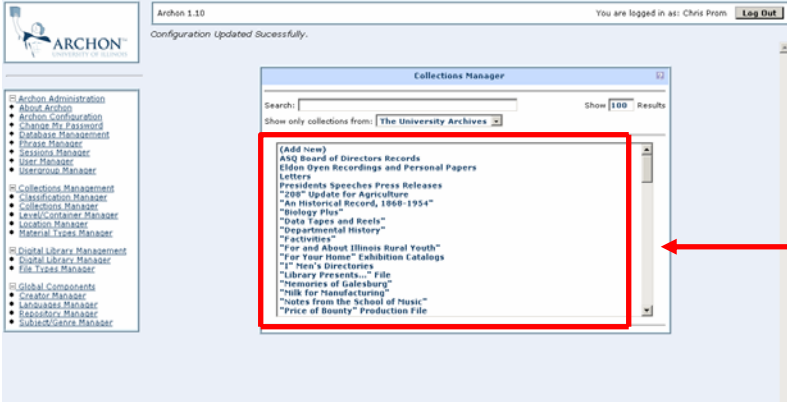 Archon 1.10
You are logged in as: Chris Prom Log Out
ARCHON™
UNIVERSITY OF ILLINOIS
Configuration Updated Sucessfully.
Archon Administration
About Archon
Archon Configuration
Change My Password
Database Management
Phrase Manager
Sessions Manager
User Manager
Usergroup Manager
Collections Management
Classification Manager
Collections Manager
Level/Container Manager
Location Manager
Material Types Manager
Digital Library Management
Digital Library Manager
File Types Manager
Global Components
Creator Manager
Languages Manager
Repository Manager
Subject/Genre Manager
Collections Manager
Search: Show 100 Results
Show only collections from: The University Archives
(Add New)
ASQ Board of Directors Records
Eldon Oyen Recordings and Personal Papers
Letters
Presidents Speeches Press Releases
"208" Update for Agriculture
"An Historical Record, 1868-1954"
"Biology Plus"
"Data Tapes and Reels"
"Departmental History"
"Factivities"
"For and About Illinois Rural Youth"
"For Your Home" Exhibition Catalogs
"I" Men's Directories
"Library Presents..." File
"Memories of Galesburg"
"Milk for Manufacturing"
"Notes from the School of Music"
"Price of Bounty" Production File